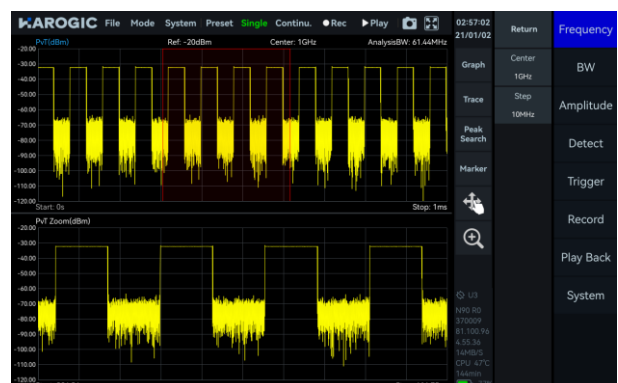 HAROGIC File Mode System Preset Single Continu. Rec Play 02:57:02 21/01/02
PvT(dBm) Ref: -20dBm Center: 1GHz AnalysisBW: 61.44MHz
-20.00
-30.00
-40.00
-50.00
-60.00
-70.00
-80.00
-90.00
-100.00
-110.00
-120.00
Start: 0s Stop: 1ms
PvT Zoom(dBm)
-20.00
-30.00
-40.00
-50.00
-60.00
-70.00
-80.00
-90.00
-100.00
-110.00
-120.00
Graph
Trace
Peak
Search
Marker
U3
N90 R0
370009
81.100.96
4.55.36
14MB/S
CPU 47°C
144min
Return
Center
1GHz
Step
10MHz
Frequency
BW
Amplitude
Detect
Trigger
Record
Play Back
System